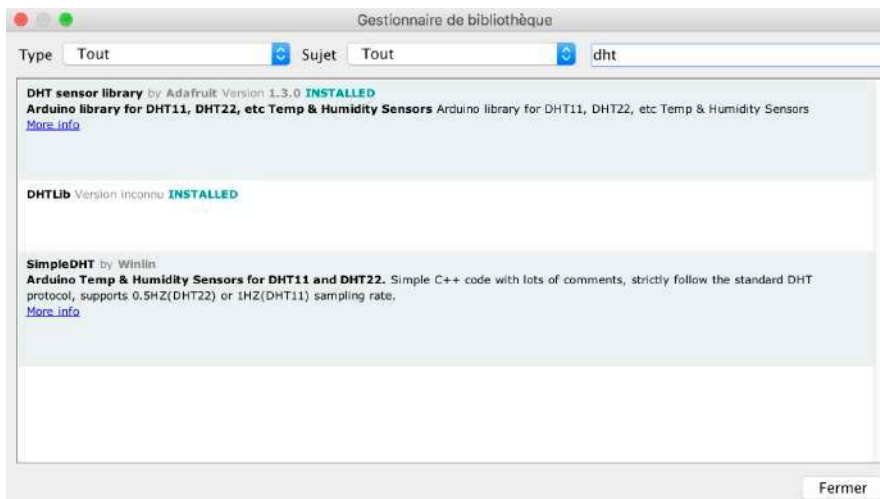 Gestionnaire de bibliothèque
Type Tout Sujet Tout dht
DHT sensor library by Adafruit Version 1.3.0 INSTALLED
Arduino library for DHT11, DHT22, etc Temp & Humidity Sensors Arduino library for DHT11, DHT22, etc Temp & Humidity Sensors
More info
DHTLib Version inconnu INSTALLED
SimpleDHT by Winlin
Arduino Temp & Humidity Sensors for DHT11 and DHT22. Simple C++ code with lots of comments, strictly follow the standard DHT
protocol, supports 0.5HZ(DHT22) or 1HZ(DHT11) sampling rate.
More info
Fermer